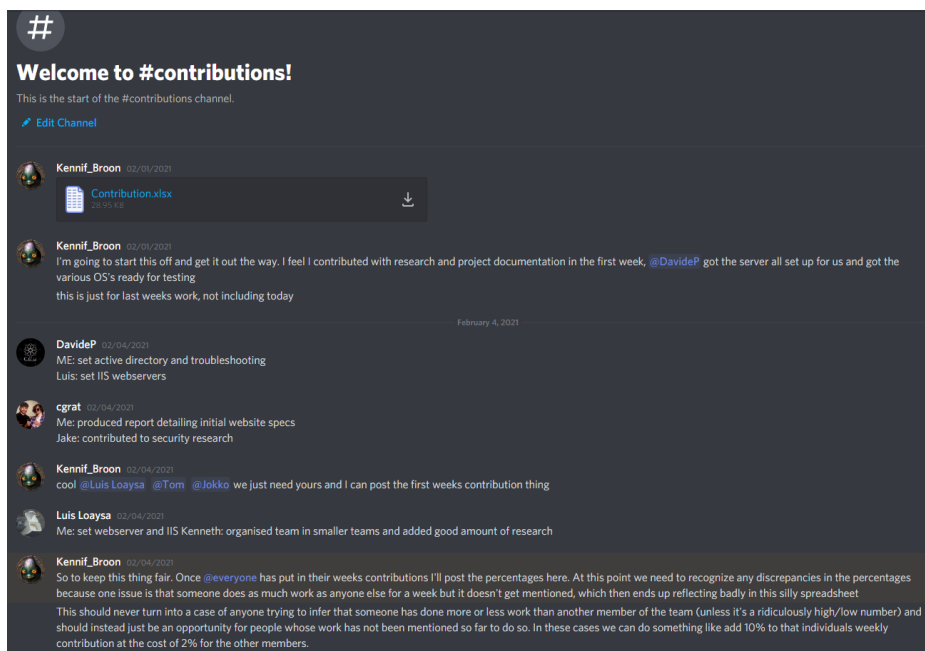 #
Welcome to #contributions!
This is the start of the #contributions channel.
Edit Channel
Kennif_Broon 02/01/2021
Contribution.xlsx
28.95 KB
Kennif_Broon 02/01/2021
I'm going to start this off and get it out the way. I feel I contributed with research and project documentation in the first week, @DavideP got the server all set up for us and got the
various OS's ready for testing
this is just for last weeks work, not including today
February 4, 2021
DavideP 02/04/2021
ME: set active directory and troubleshooting
Luis: set IIS webservers
cgrat 02/04/2021
Me: produced report detailing initial website specs
Jake: contributed to security research
Kennif_Broon 02/04/2021
cool @Luis Loaysa @Tom @Jokko we just need yours and I can post the first weeks contribution thing
Luis Loaysa 02/04/2021
Me: set webserver and IIS Kenneth: organised team in smaller teams and added good amount of research
Kennif_Broon 02/04/2021
So to keep this thing fair. Once @everyone has put in their weeks contributions I'll post the percentages here. At this point we need to recognize any discrepancies in the percentages
because one issue is that someone does as much work as anyone else for a week but it doesn't get mentioned, which then ends up reflecting badly in this silly spreadsheet
This should never turn into a case of anyone trying to infer that someone has done more or less work than another member of the team (unless it's a ridiculously high/low number) and
should instead just be an opportunity for people whose work has not been mentioned so far to do so. In these cases we can do something like add 10% to that individuals weekly
contribution at the cost of 2% for the other members.